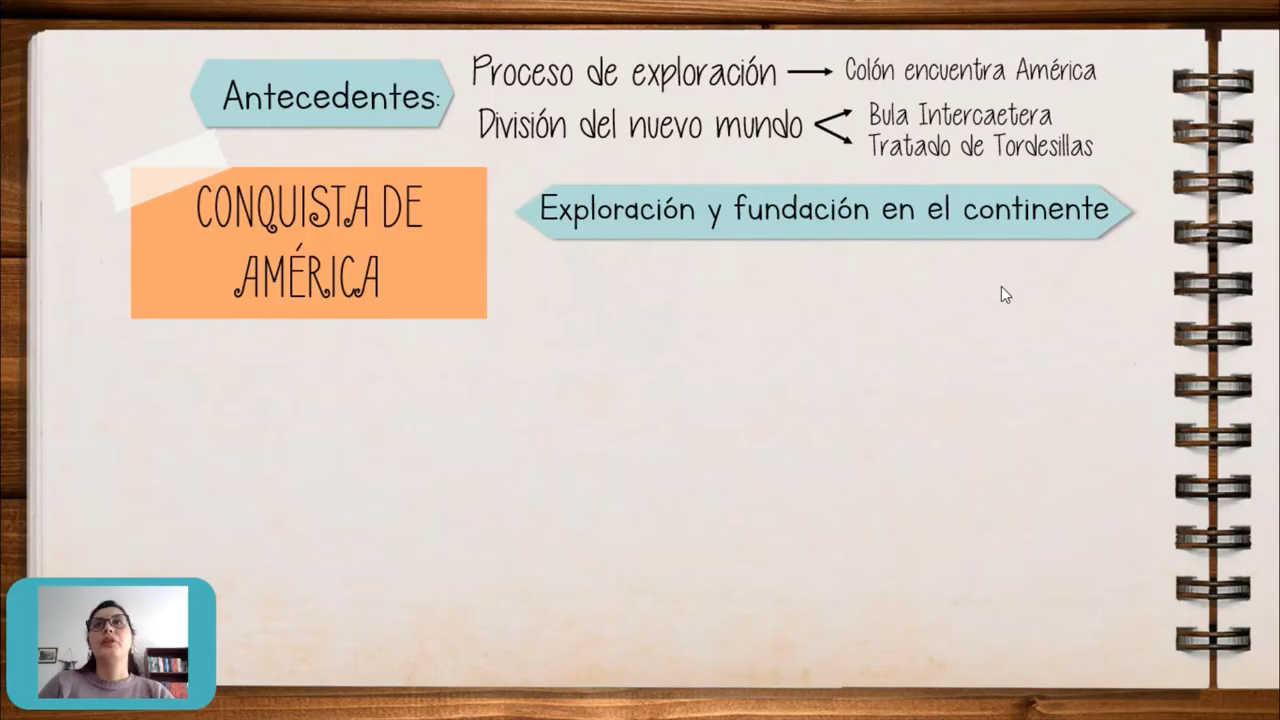 Antecedentes:
Proceso de exploración
Colón encuentra América
División del nuevo mundo
Bula Intercaetera
Tratado de Tordesillas
CONQUISTA DE
AMÉRICA
Exploración y fundación en el continente